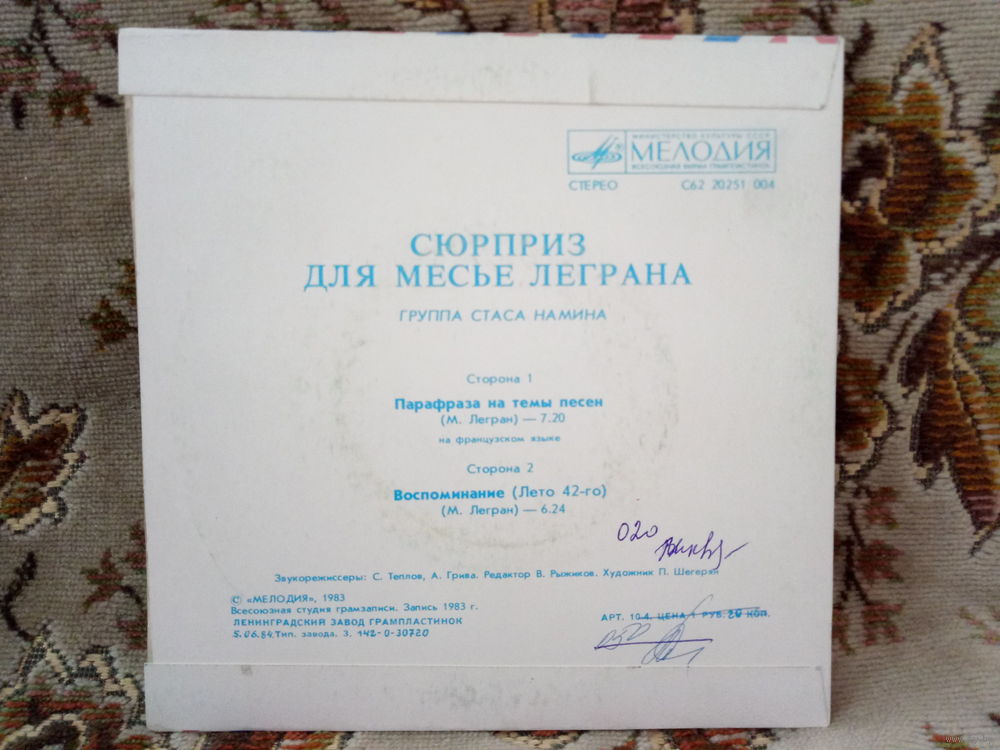 МИНИСТЕРСТВО КУЛЬТУРЫ СССР
МЕЛОДИЯ
ВСЕСОЮЗНАЯ ФИРМА ГРАМПЛАСТИНОК
СТЕРЕО С62 20251 004
СЮРПРИЗ
ДЛЯ МЕСЬЕ ЛЕГРАНА
ГРУППА СТАСА НАМИНА
Сторона 1
Парафраза на темы песен
(М. Легран) — 7.20
на французском языке
Сторона 2
Воспоминание (Лето 42-го)
(М. Легран) — 6.24
020
Звукорежиссеры: С. Теплов, А. Грива. Редактор В. Рыжиков. Художник П. Шегерян
© «МЕЛОДИЯ», 1983
Всесоюзная студия грамзаписи. Запись 1983 г.
ЛЕНИНГРАДСКИЙ ЗАВОД ГРАМПЛАСТИНОК
5.06.84. Тип. завода. З. 142-0-30720
АРТ. 10-4. ЦЕНА 1 РУБ. 20 КОП.